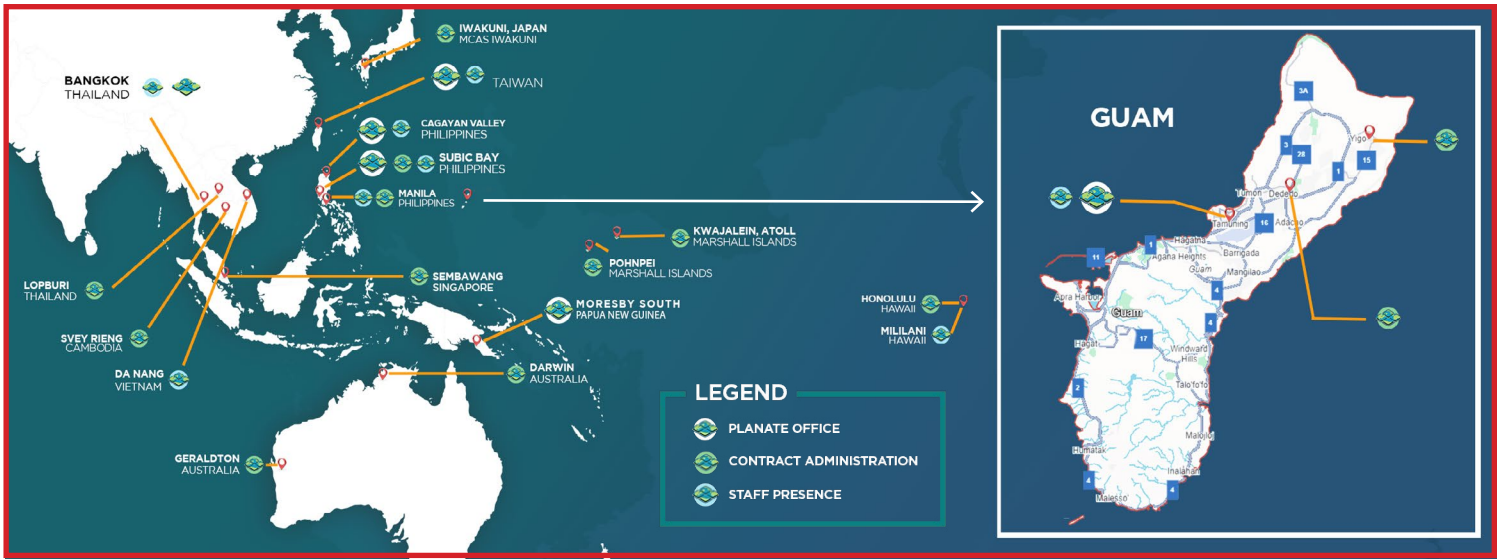 IWAKUNI, JAPAN
MCAS IWAKUNI
BANGKOK
THAILAND
TAIWAN
CAGAYAN VALLEY
PHILIPPINES
SUBIC BAY
PHILIPPINES
MANILA
PHILIPPINES
KWAJALEIN, ATOLL
MARSHALL ISLANDS
POHNPEI
MARSHALL ISLANDS
LOPBURI
THAILAND
SEMBAWANG
SINGAPORE
MORESBY SOUTH
PAPUA NEW GUINEA
HONOLULU
HAWAII
MILILANI
HAWAII
SVEY RIENG
CAMBODIA
DA NANG
VIETNAM
DARWIN
AUSTRALIA
GERALDTON
AUSTRALIA
LEGEND
PLANATE OFFICE
CONTRACT ADMINISTRATION
STAFF PRESENCE
GUAM
3A
Yigo
3
28
15
1
Tumon
Dededo
Tamuning
16
Adacao
Hagatna
1
Barrigada
11
Agana Heights
Guam
Mangilao
Apra Harbor
4
Guam
4
Hagat
17
Windward
Hills
2
Talo'fo'fo
Malojloj
Humatak
Inalahan
4
4
Malesso